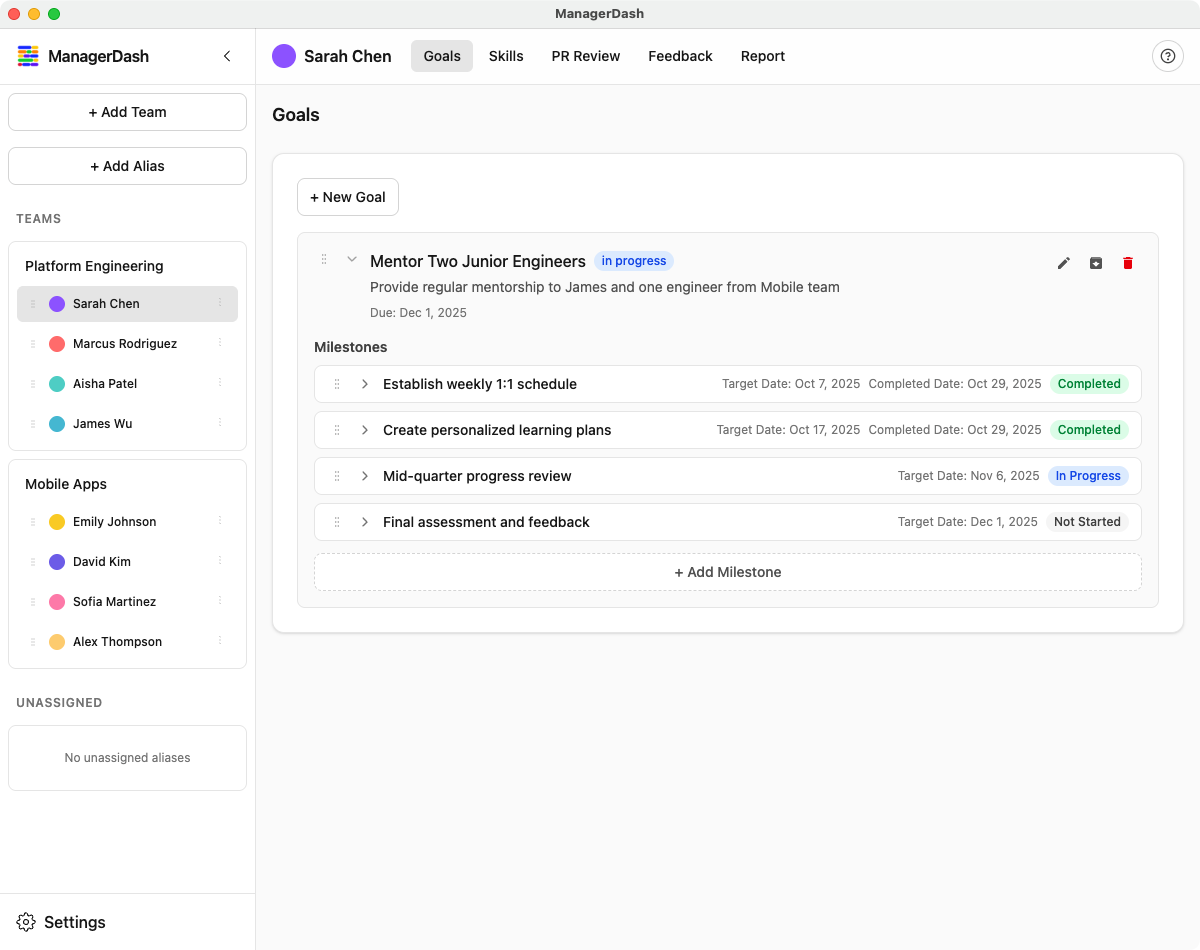 ManagerDash
ManagerDash
+ Add Team
+ Add Alias
TEAMS
Platform Engineering
Sarah Chen
Marcus Rodriguez
Aisha Patel
James Wu
Mobile Apps
Emily Johnson
David Kim
Sofia Martinez
Alex Thompson
UNASSIGNED
No unassigned aliases
Settings
Sarah Chen Goals Skills PR Review Feedback Report ?
Goals
+ New Goal
Mentor Two Junior Engineers in progress
Provide regular mentorship to James and one engineer from Mobile team
Due: Dec 1, 2025
Milestones
Establish weekly 1:1 schedule Target Date: Oct 7, 2025 Completed Date: Oct 29, 2025 Completed
Create personalized learning plans Target Date: Oct 17, 2025 Completed Date: Oct 29, 2025 Completed
Mid-quarter progress review Target Date: Nov 6, 2025 In Progress
Final assessment and feedback Target Date: Dec 1, 2025 Not Started
+ Add Milestone